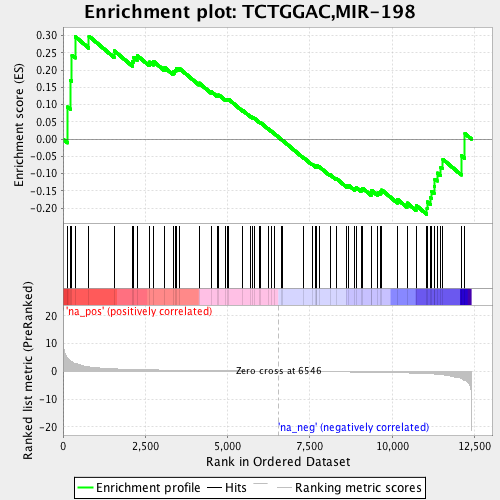 Enrichment plot: TCTGGAC,MIR-198
Enrichment score (ES)
0.30
0.25
0.20
0.15
0.10
0.05
0.00
-0.05
-0.10
-0.15
-0.20
'na_pos' (positively correlated)
Ranked list metric (PreRanked)
20
10
0
-10
-20
Zero cross at 6546
'na_neg' (negatively correlated)
0
2,500
5,000
7,500
10,000
12,500
Rank in Ordered Dataset
Enrichment profile
Hits
Ranking metric scores